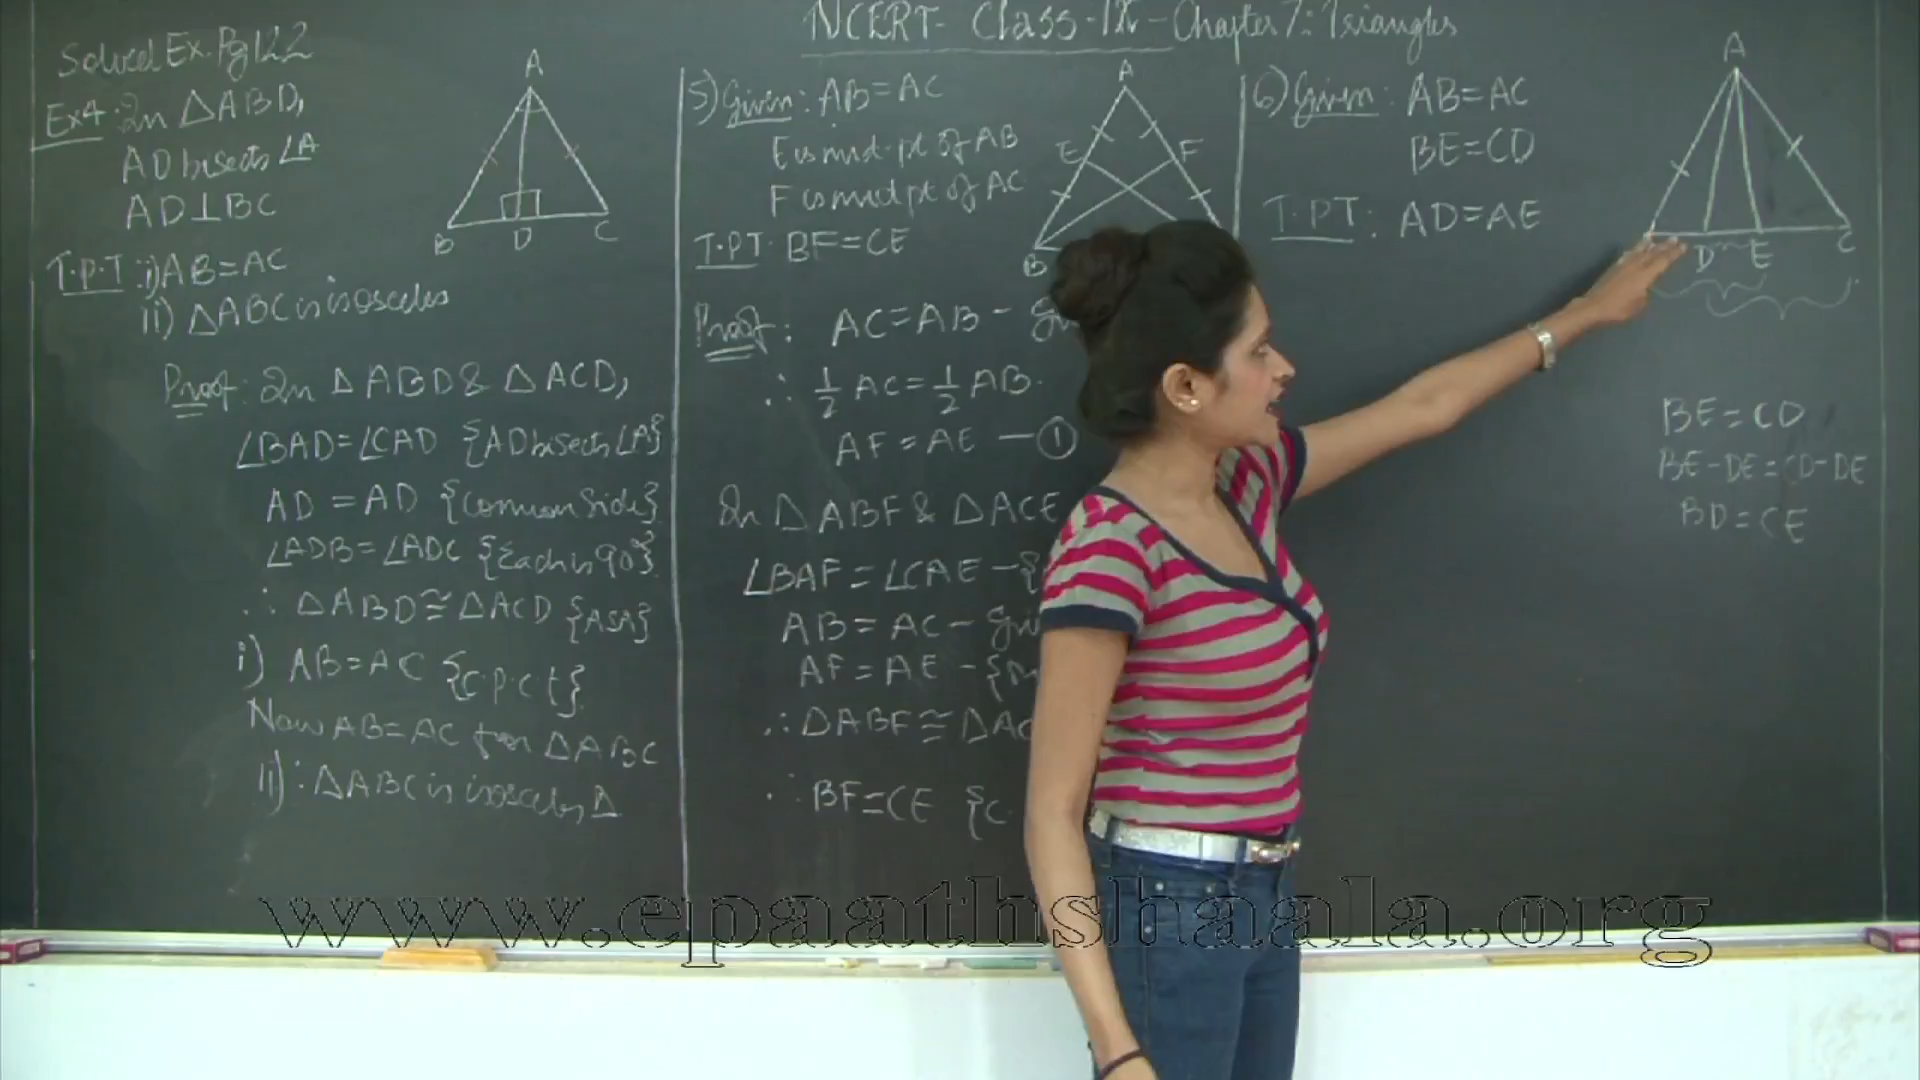 NCERT- Class-IX-Chapter 7: Triangles
Solved Ex. Pg 122
Ex4: In △ABD,
AD bisects ∠A
AD⊥BC
T.P.T: i) AB=AC
ii) △ABC is isosceles
A
B D C
Proof: In △ABD & △ACD,
∠BAD=∠CAD {AD bisects ∠A}
AD=AD {Common Side}
∠ADB=∠ADC {Each is 90°}
∴ △ABD≅△ACD {ASA}
i) AB=AC {c.p.c.t}
Now AB=AC for △ABC
ii) ∴ △ABC is isosceles △
5) Given: AB=AC
E is mid-pt of AB
F is mid pt of AC
T.P.T. BF=CE
A
E F
B
Proof: AC=AB -
∴ 1/2 AC = 1/2 AB.
AF=AE —①
In △ABF & △ACE
∠BAF=∠CAE –{
AB=AC –
AF=AE –{
∴ △ABF≅
∴ BF=CE {C.
6) Given: AB=AC
BE=CD
T.P.T: AD=AE
A
D E C
BE=CD
BE-DE=CD-DE
BD=CE
www.epaathshaala.org